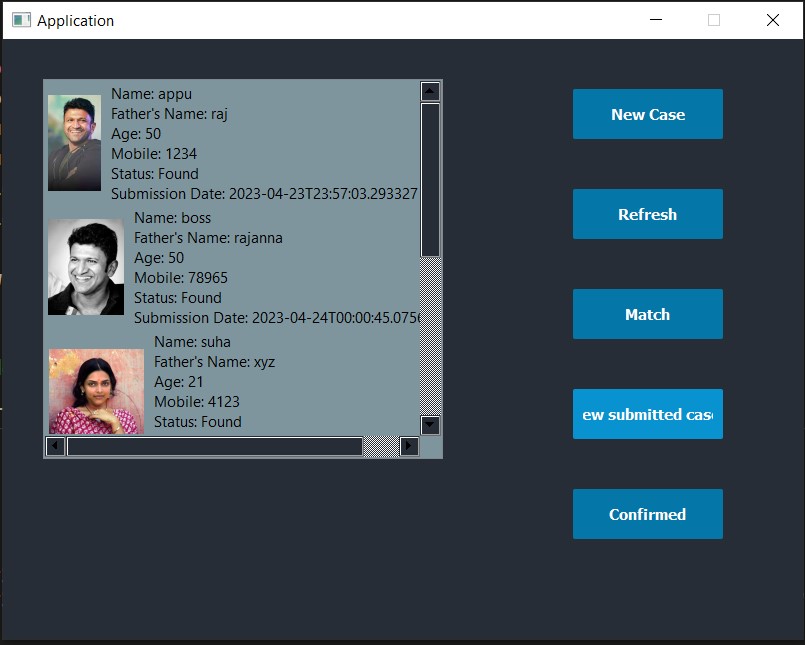 Application
Name: appu
Father's Name: raj
Age: 50
Mobile: 1234
Status: Found
Submission Date: 2023-04-23T23:57:03.293327
Name: boss
Father's Name: rajanna
Age: 50
Mobile: 78965
Status: Found
Submission Date: 2023-04-24T00:00:45.0756
Name: suha
Father's Name: xyz
Age: 21
Mobile: 4123
Status: Found
New Case
Refresh
Match
ew submitted case
Confirmed